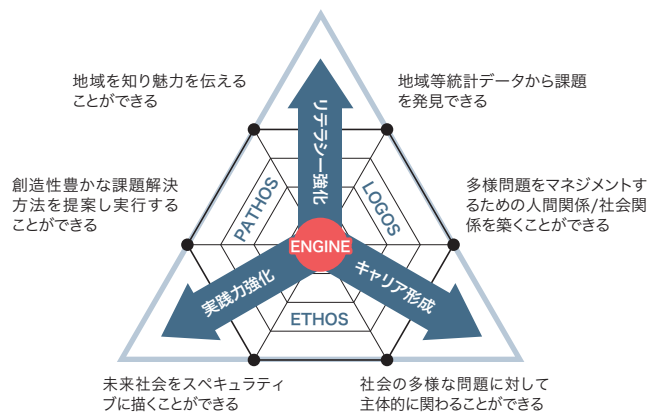 地域を知り魅力を伝える
ことができる
地域等統計データから課題
を発見できる
リテラシー強化
創造性豊かな課題解決
方法を提案し実行する
ことができる
PATHOS
LOGOS
多様問題をマネジメントす
るための人間関係/社会関
係を築くことができる
ENGINE
実践力強化
キャリア形成
ETHOS
未来社会をスペキュラティ
ブに描くことができる
社会の多様な問題に対して
主体的に関わることができる